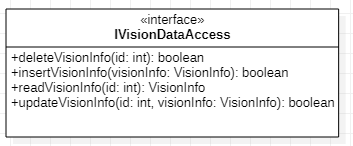 «interface»
IVisionDataAccess
+deleteVisionInfo(id: int): boolean
+insertVisionInfo(visionInfo: VisionInfo): boolean
+readVisionInfo(id: int): VisionInfo
+updateVisionInfo(id: int, visionInfo: VisionInfo): boolean